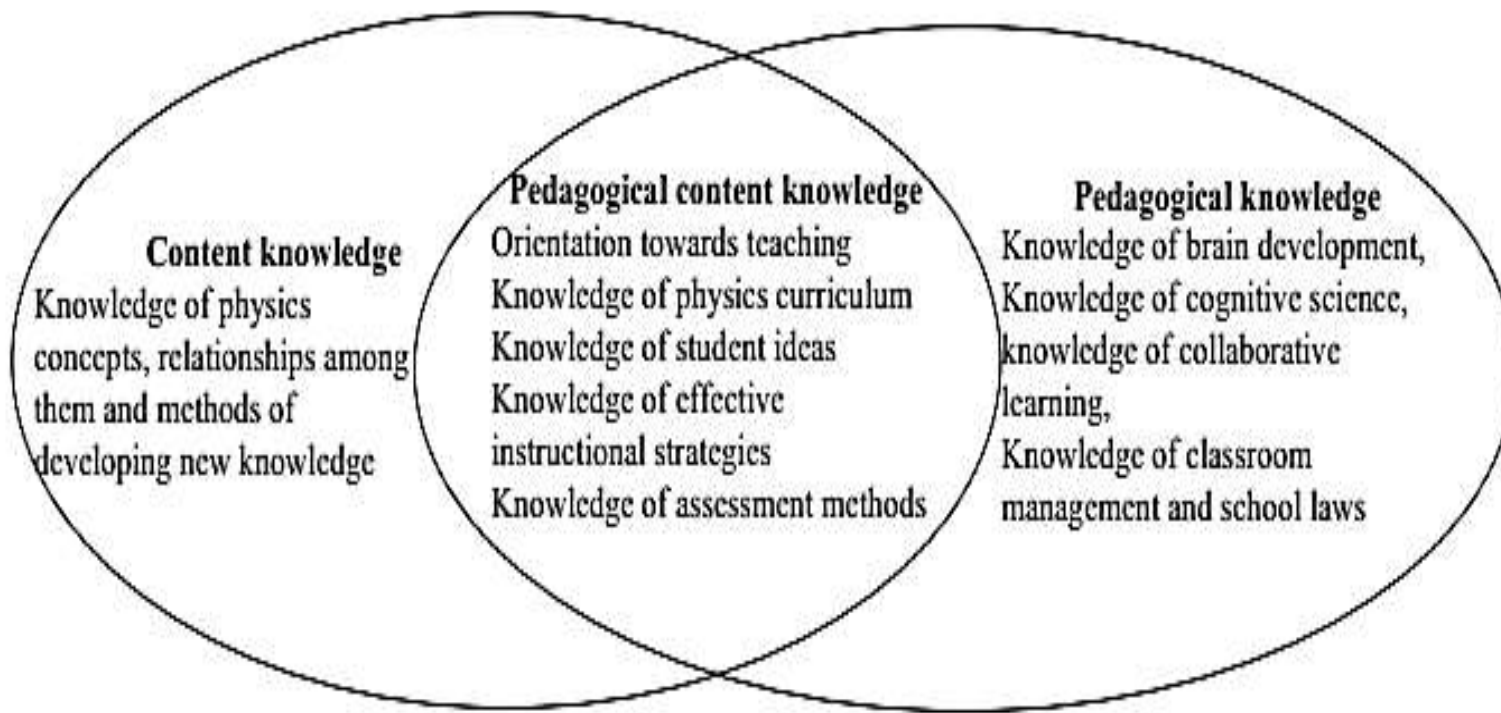 Content knowledge
Knowledge of physics
concepts, relationships among
them and methods of
developing new knowledge
Pedagogical content knowledge
Orientation towards teaching
Knowledge of physics curriculum
Knowledge of student ideas
Knowledge of effective
instructional strategies
Knowledge of assessment methods
Pedagogical knowledge
Knowledge of brain development,
Knowledge of cognitive science,
knowledge of collaborative
learning,
Knowledge of classroom
management and school laws